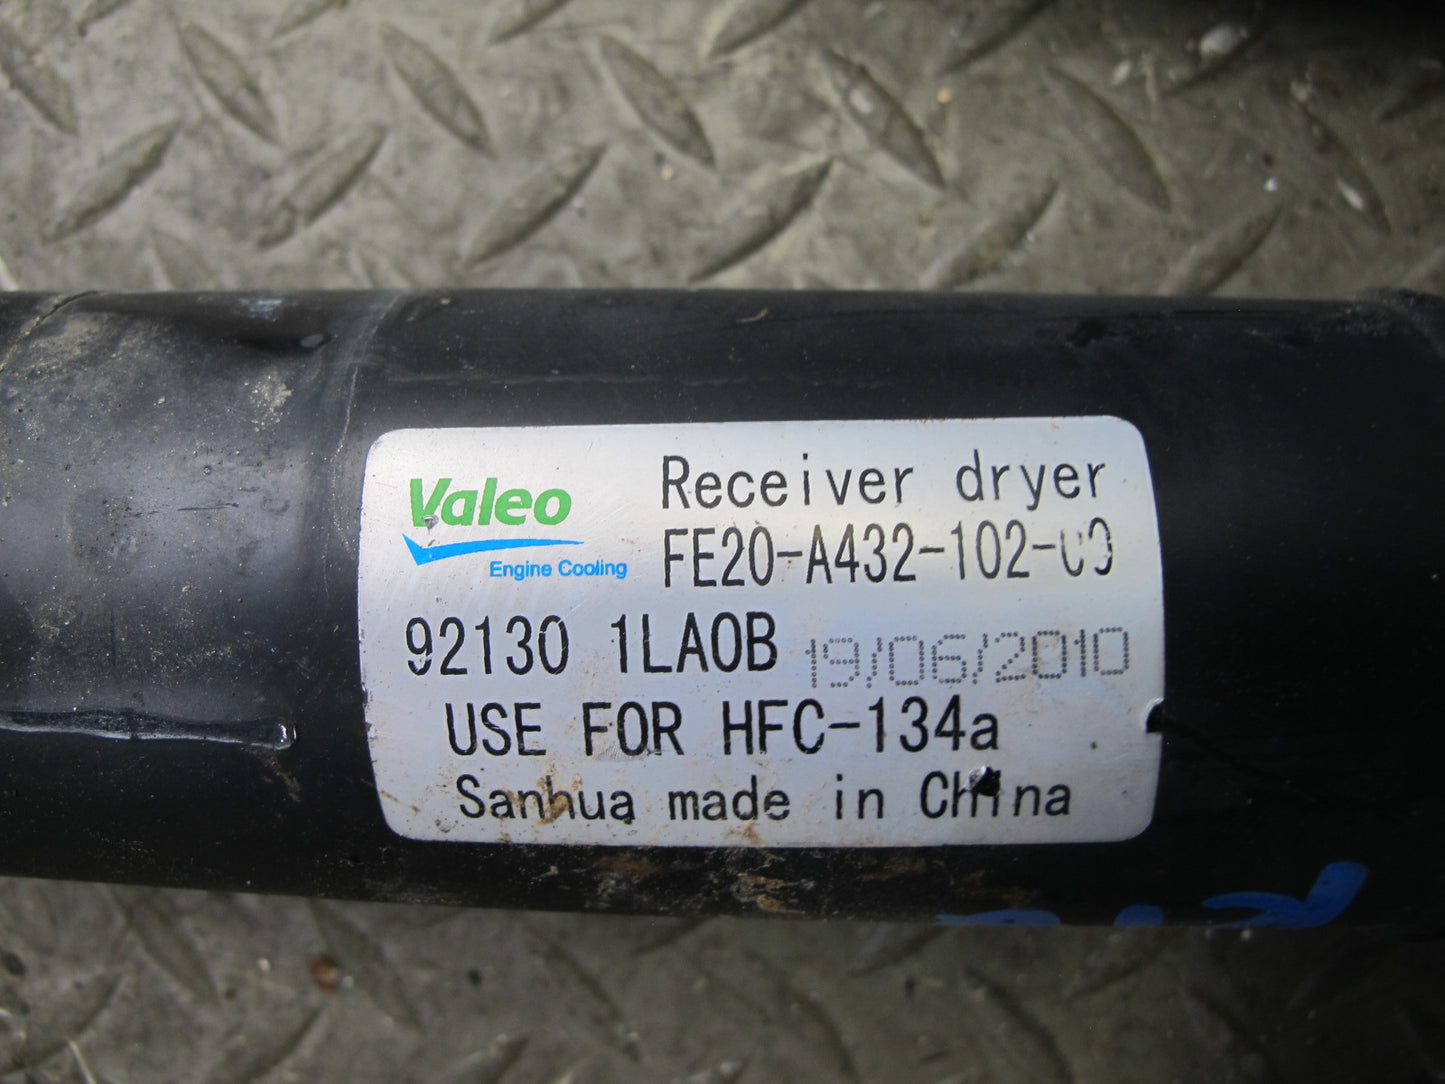 Valeo
Engine Cooling
Receiver dryer
FE20-A432-102-00
92130 1LA0B 19/06/2010
USE FOR HFC-134a
Sanhua made in China